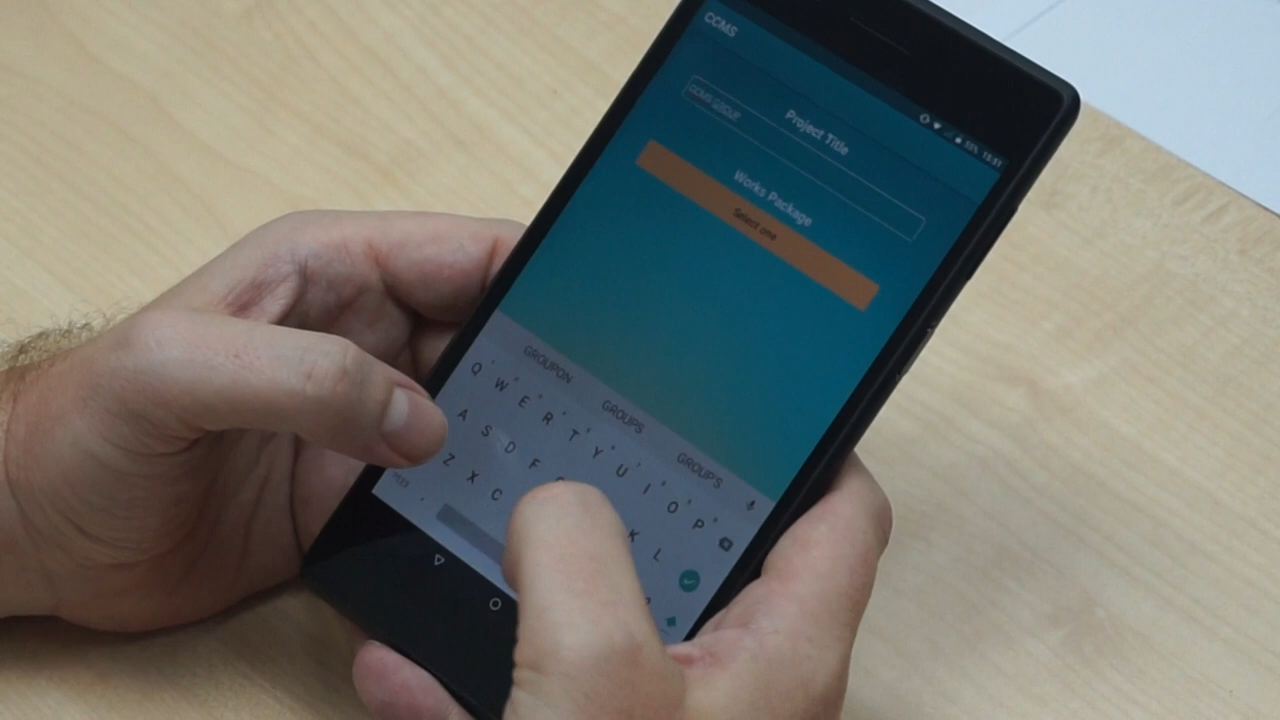 CCMS
Project Title
CCMS GROUP
Works Package
Select one
GROUPON GROUPS GROUP'S
Q W E R T Y U I O P
A S D F K L
Z X C